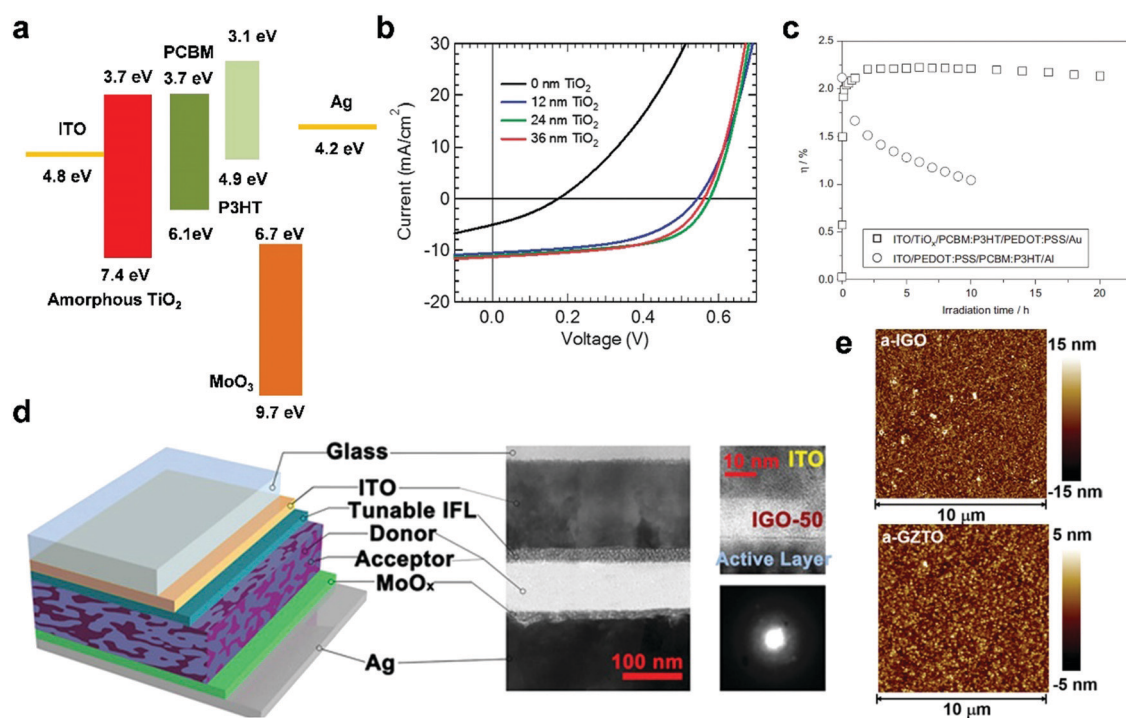 a
3.1 eV
PCBM
3.7 eV
3.7 eV
Ag
ITO
4.8 eV
4.2 eV
4.9 eV
P3HT
6.1eV
6.7 eV
7.4 eV
Amorphous TiO₂
MoO₃
9.7 eV
b
Current (mA/cm²)
30
20
10
0
-10
-20
0 nm TiO₂
12 nm TiO₂
24 nm TiO₂
36 nm TiO₂
0.0
0.2
0.4
0.6
Voltage (V)
c
η / %
2.5
2.0
1.5
1.0
0.5
0.0
ITO/TiOₓ/PCBM:P3HT/PEDOT:PSS/Au
ITO/PEDOT:PSS/PCBM:P3HT/Al
0
5
10
15
20
Irradiation time / h
d
Glass
ITO
Tunable IFL
Donor
Acceptor
MoOₓ
Ag
100 nm
10 nm
ITO
IGO-50
Active Layer
e
a-IGO
15 nm
-15 nm
10 μm
a-GZTO
5 nm
-5 nm
10 μm